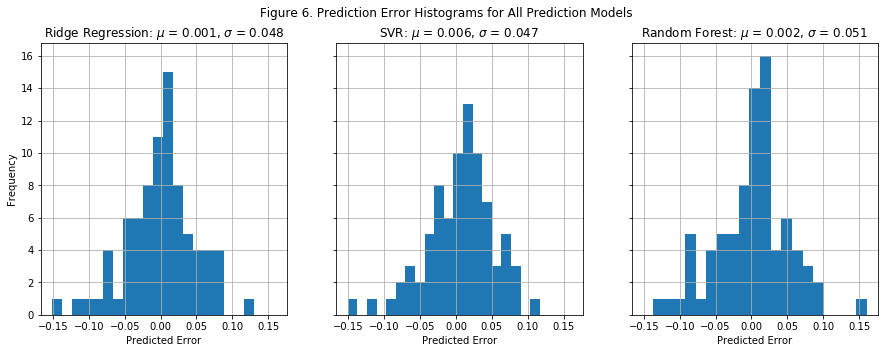 Figure 6. Prediction Error Histograms for All Prediction Models
Ridge Regression: μ = 0.001, σ = 0.048
SVR: μ = 0.006, σ = 0.047
Random Forest: μ = 0.002, σ = 0.051
Frequency
16
14
12
10
8
6
4
2
0
−0.15 −0.10 −0.05 0.00 0.05 0.10 0.15
−0.15 −0.10 −0.05 0.00 0.05 0.10 0.15
−0.15 −0.10 −0.05 0.00 0.05 0.10 0.15
Predicted Error
Predicted Error
Predicted Error